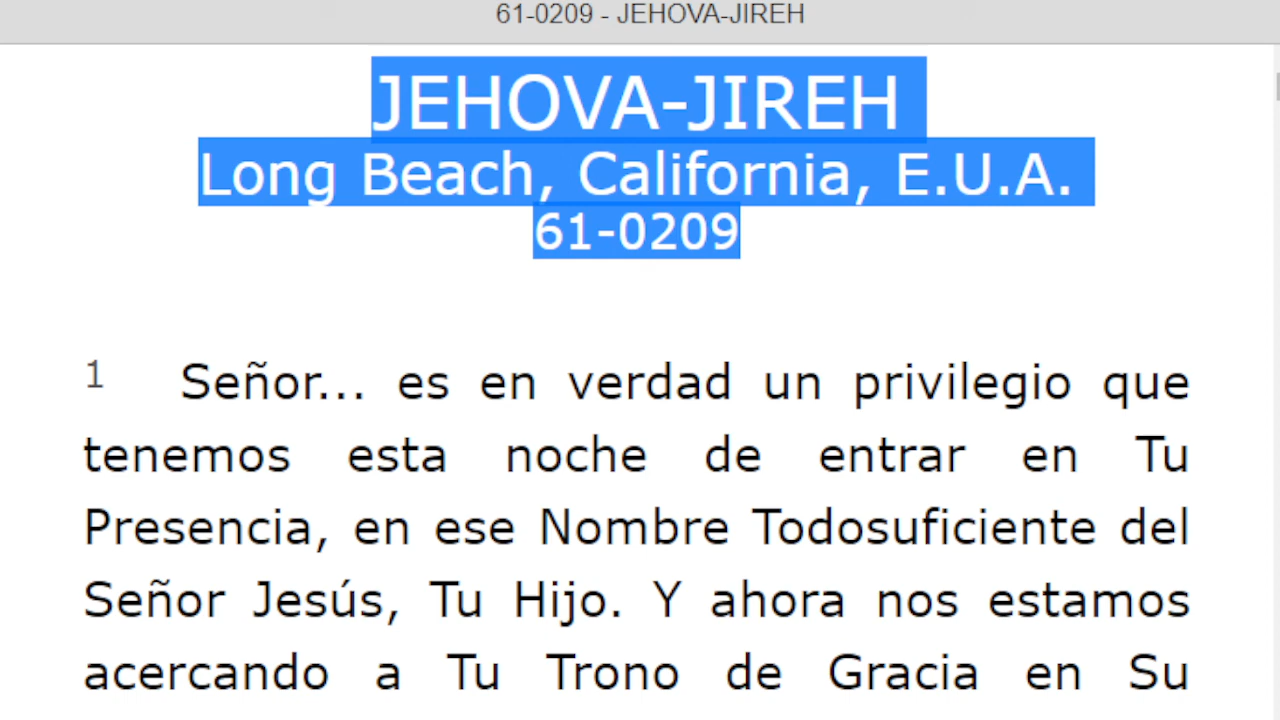 61-0209 - JEHOVA-JIREH
JEHOVA-JIREH
Long Beach, California, E.U.A.
61-0209
1 Señor... es en verdad un privilegio que
tenemos esta noche de entrar en Tu
Presencia, en ese Nombre Todosuficiente del
Señor Jesús, Tu Hijo. Y ahora nos estamos
acercando a Tu Trono de Gracia en Su